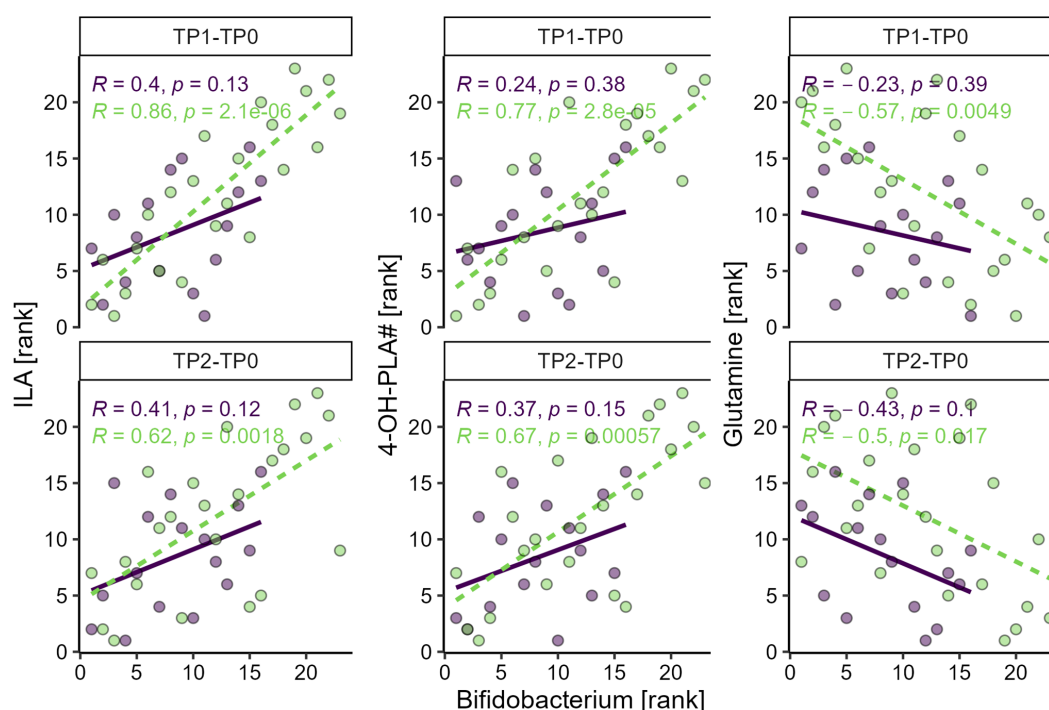 TP1-TP0
TP1-TP0
TP1-TP0
R = 0.4, p = 0.13
R = 0.86, p = 2.1e-06
R = 0.24, p = 0.38
R = 0.77, p = 2.8e-05
R = − 0.23, p = 0.39
R = − 0.57, p = 0.0049
20
15
10
5
0
20
15
10
5
0
20
15
10
5
0
TP2-TP0
TP2-TP0
TP2-TP0
R = 0.41, p = 0.12
R = 0.62, p = 0.0018
R = 0.37, p = 0.15
R = 0.67, p = 0.00057
R = − 0.43, p = 0.1
R = − 0.5, p = 0.017
20
15
10
5
0
20
15
10
5
0
20
15
10
5
0
ILA [rank]
4-OH-PLA# [rank]
Glutamine [rank]
0 5 10 15 20
0 5 10 15 20
0 5 10 15 20
Bifidobacterium [rank]